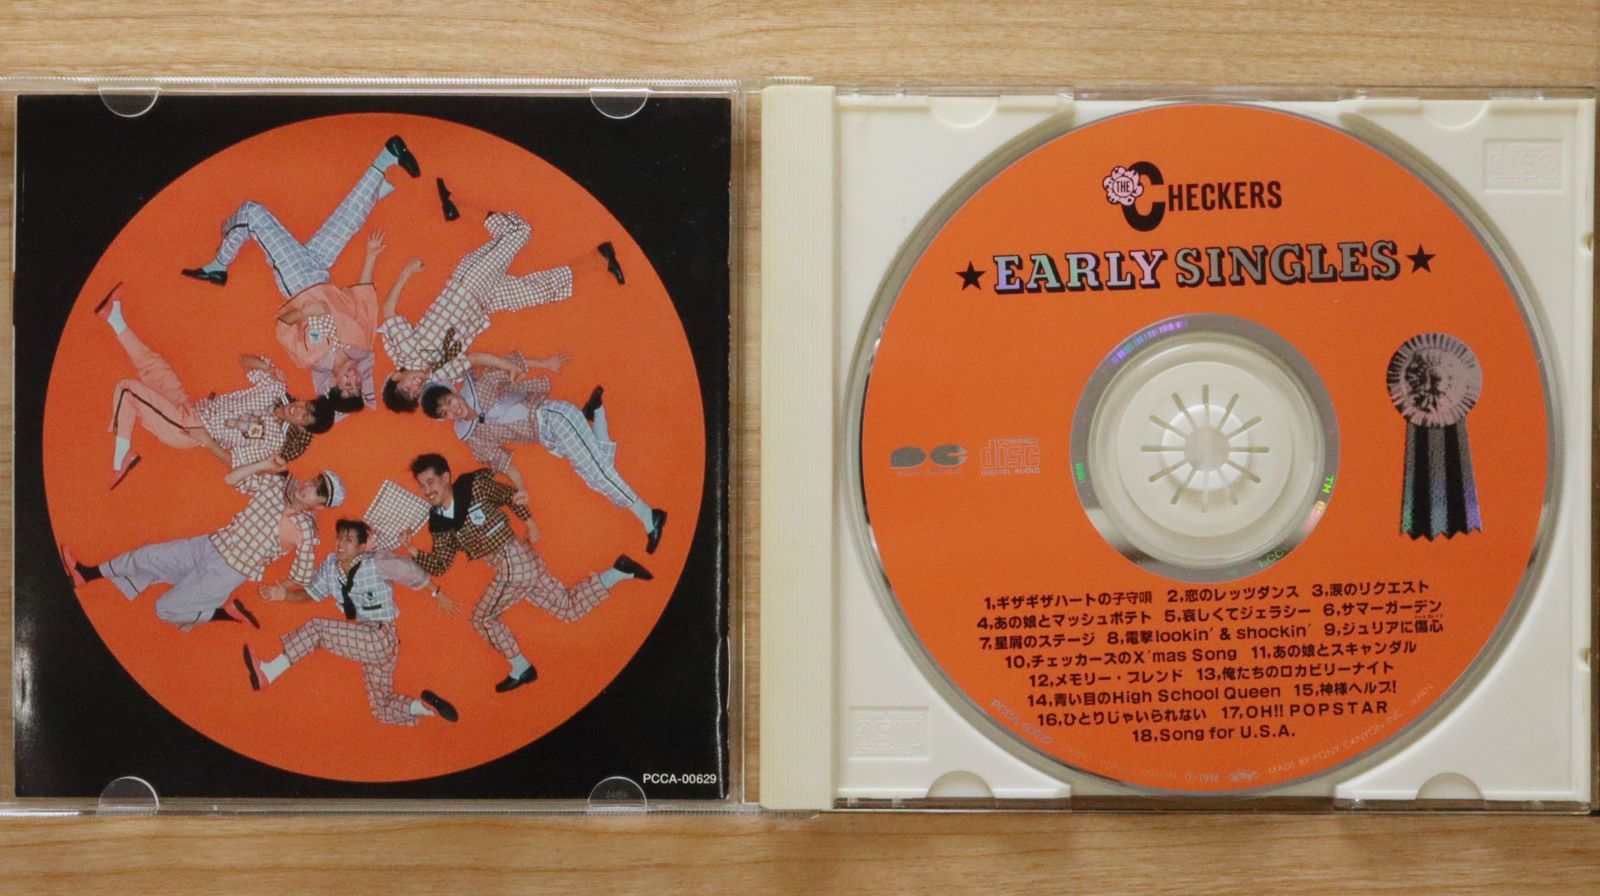 PCCA-00629
THE CHECKERS
★EARLY SINGLES★
PONY CANYON
COMPACT
disc
DIGITAL AUDIO
1,ギザギザハートの子守唄 2,恋のレッツダンス 3,涙のリクエスト
4,あの娘とマッシュポテト 5,哀しくてジェラシー 6,サマーガーデン
7,星屑のステージ 8,電撃lookin' & shockin' 9,ジュリアに傷心
10,チェッカーズのX'mas Song 11,あの娘とスキャンダル
12,メモリー・ブレンド 13,俺たちのロカビリーナイト
14,青い目のHigh School Queen 15,神様ヘルプ!
16,ひとりじゃいられない 17,OH!! POPSTAR
18,Song for U.S.A.
PCCA-00629 STEREO ℗1994 MADE BY PONY CANYON INC., JAPAN
disc